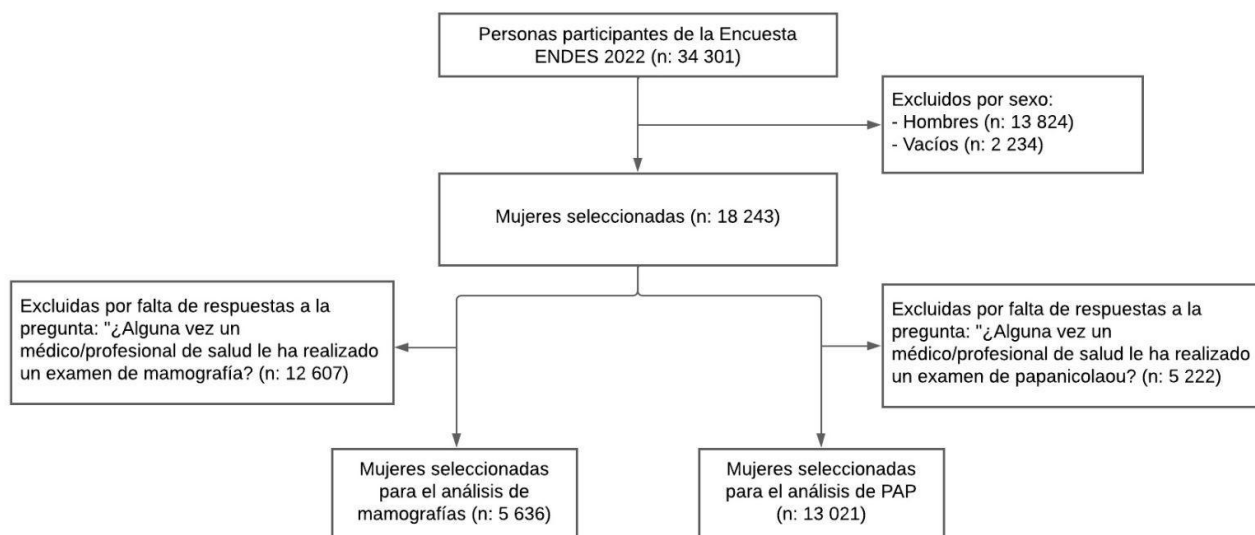 Personas participantes de la Encuesta
ENDES 2022 (n: 34 301)
Excluidos por sexo:
- Hombres (n: 13 824)
- Vacíos (n: 2 234)
Mujeres seleccionadas (n: 18 243)
Excluidas por falta de respuestas a la
pregunta: "¿Alguna vez un
médico/profesional de salud le ha realizado
un examen de mamografía? (n: 12 607)
Excluidas por falta de respuestas a la
pregunta: "¿Alguna vez un
médico/profesional de salud le ha realizado
un examen de papanicolaou? (n: 5 222)
Mujeres seleccionadas
para el análisis de
mamografías (n: 5 636)
Mujeres seleccionadas
para el análisis de PAP
(n: 13 021)